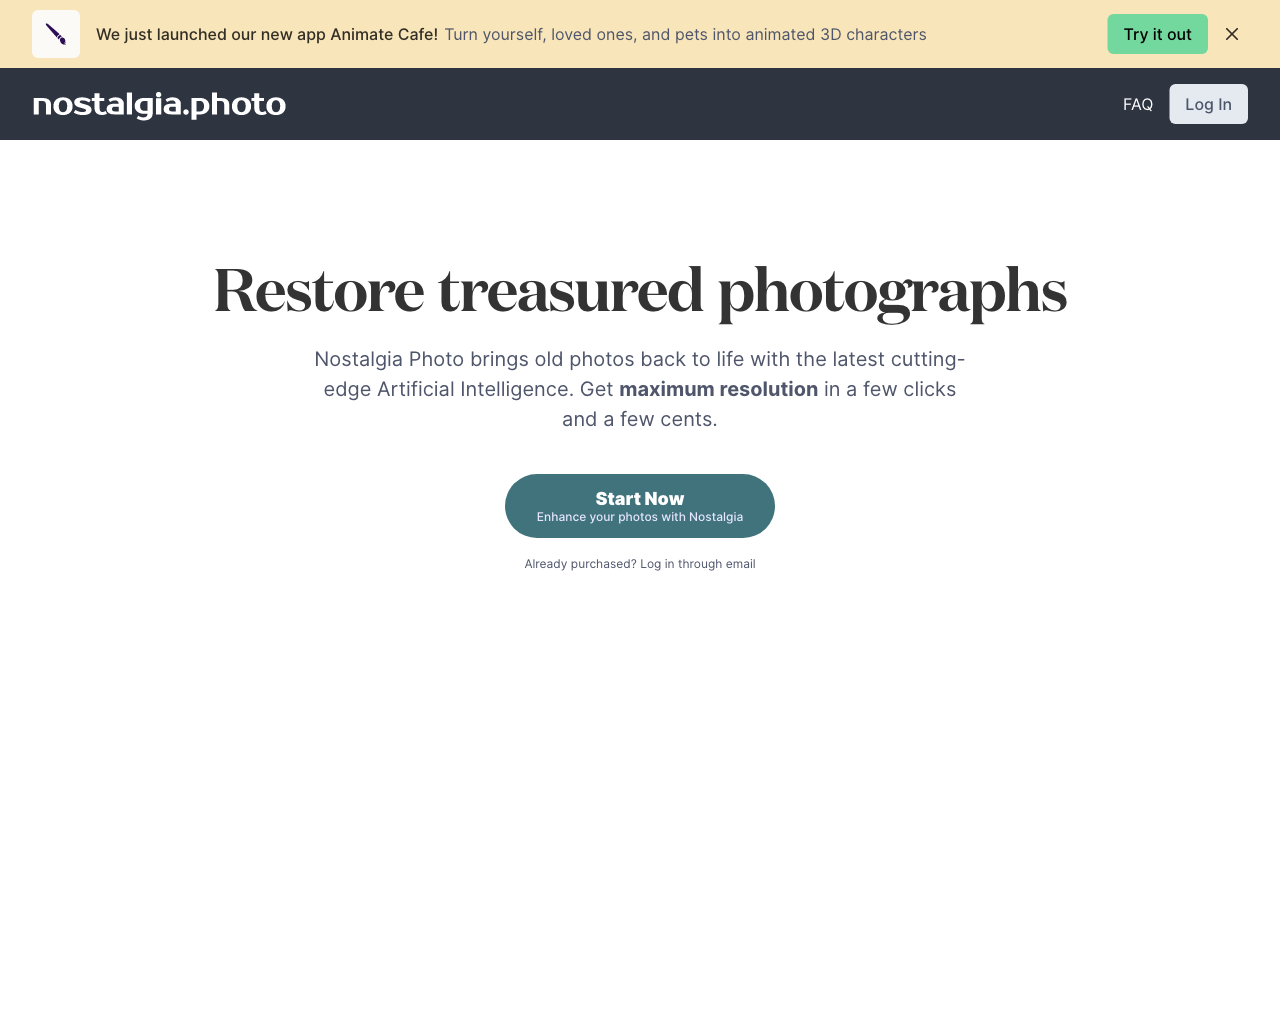 We just launched our new app Animate Cafe! Turn yourself, loved ones, and pets into animated 3D characters
Try it out
nostalgia.photo
FAQ
Log In
Restore treasured photographs
Nostalgia Photo brings old photos back to life with the latest cutting-
edge Artificial Intelligence. Get maximum resolution in a few clicks
and a few cents.
Start Now
Enhance your photos with Nostalgia
Already purchased? Log in through email